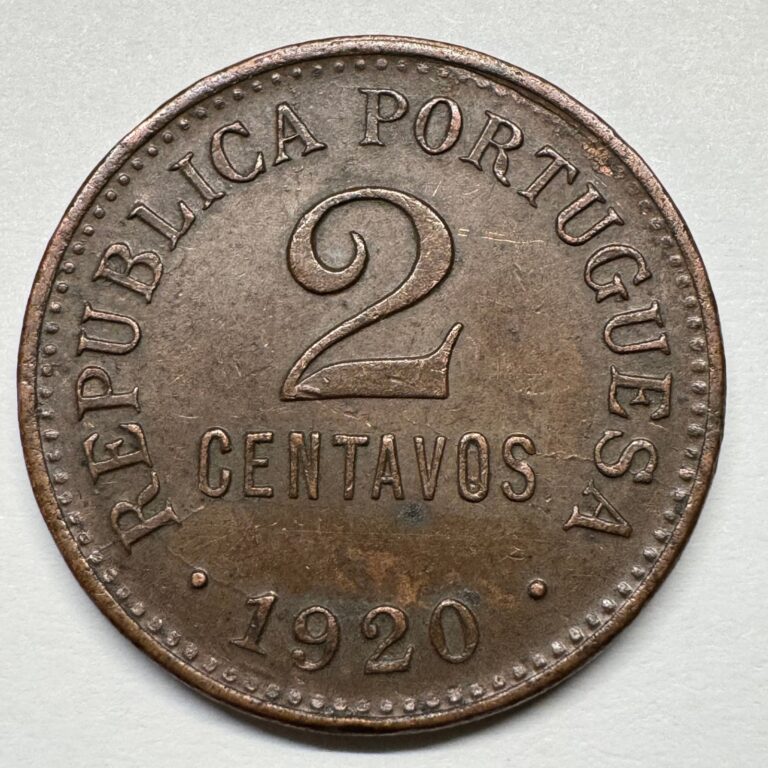 REPUBLICA PORTUGUESA
2
CENTAVOS
• 1920 •